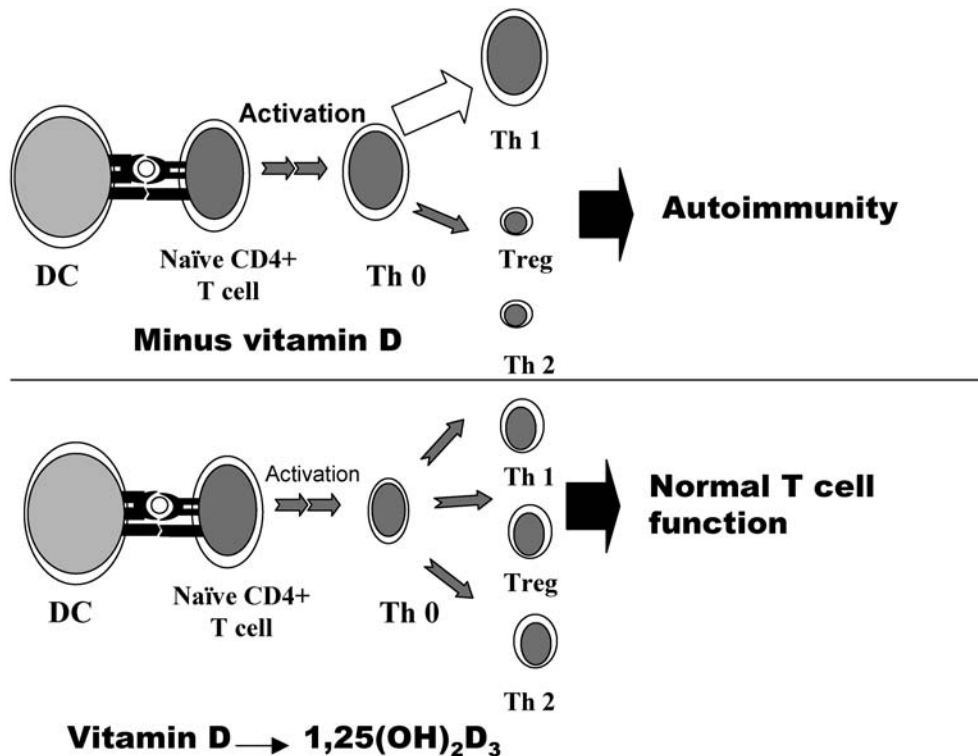 Activation
Th 1
DC
Naïve CD4+
T cell
Th 0
Treg
Autoimmunity
Minus vitamin D
Th 2
Activation
Th 1
Normal T cell
function
DC
Naïve CD4+
T cell
Th 0
Treg
Th 2
Vitamin D → 1,25(OH)₂D₃